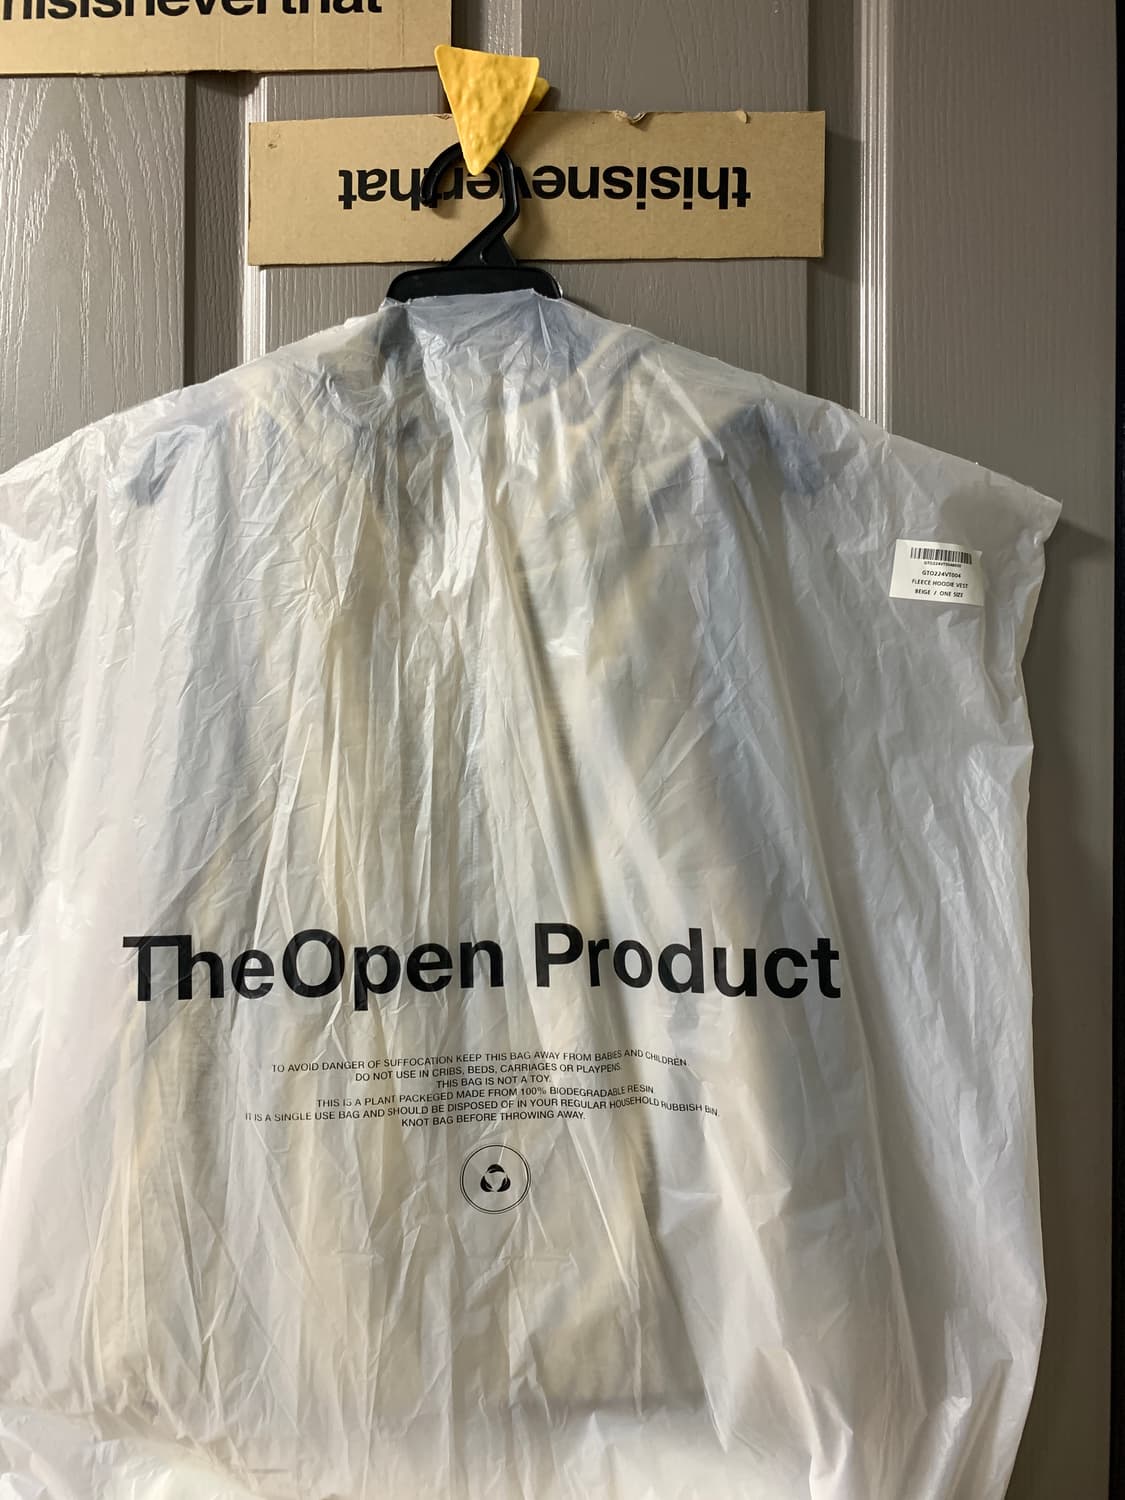 thisisneverthat
thisisneverthat
GTO224VT004
FLEECE HOODIE VEST
BEIGE / ONE SIZE
TheOpen Product
TO AVOID DANGER OF SUFFOCATION KEEP THIS BAG AWAY FROM BABIES AND CHILDREN.
DO NOT USE IN CRIBS, BEDS, CARRIAGES OR PLAYPENS.
THIS BAG IS NOT A TOY.
THIS IS A PLANT PACKEGED MADE FROM 100% BIODEGRADABLE RESIN
IT IS A SINGLE USE BAG AND SHOULD BE DISPOSED OF IN YOUR REGULAR HOUSEHOLD RUBBISH BIN.
KNOT BAG BEFORE THROWING AWAY.